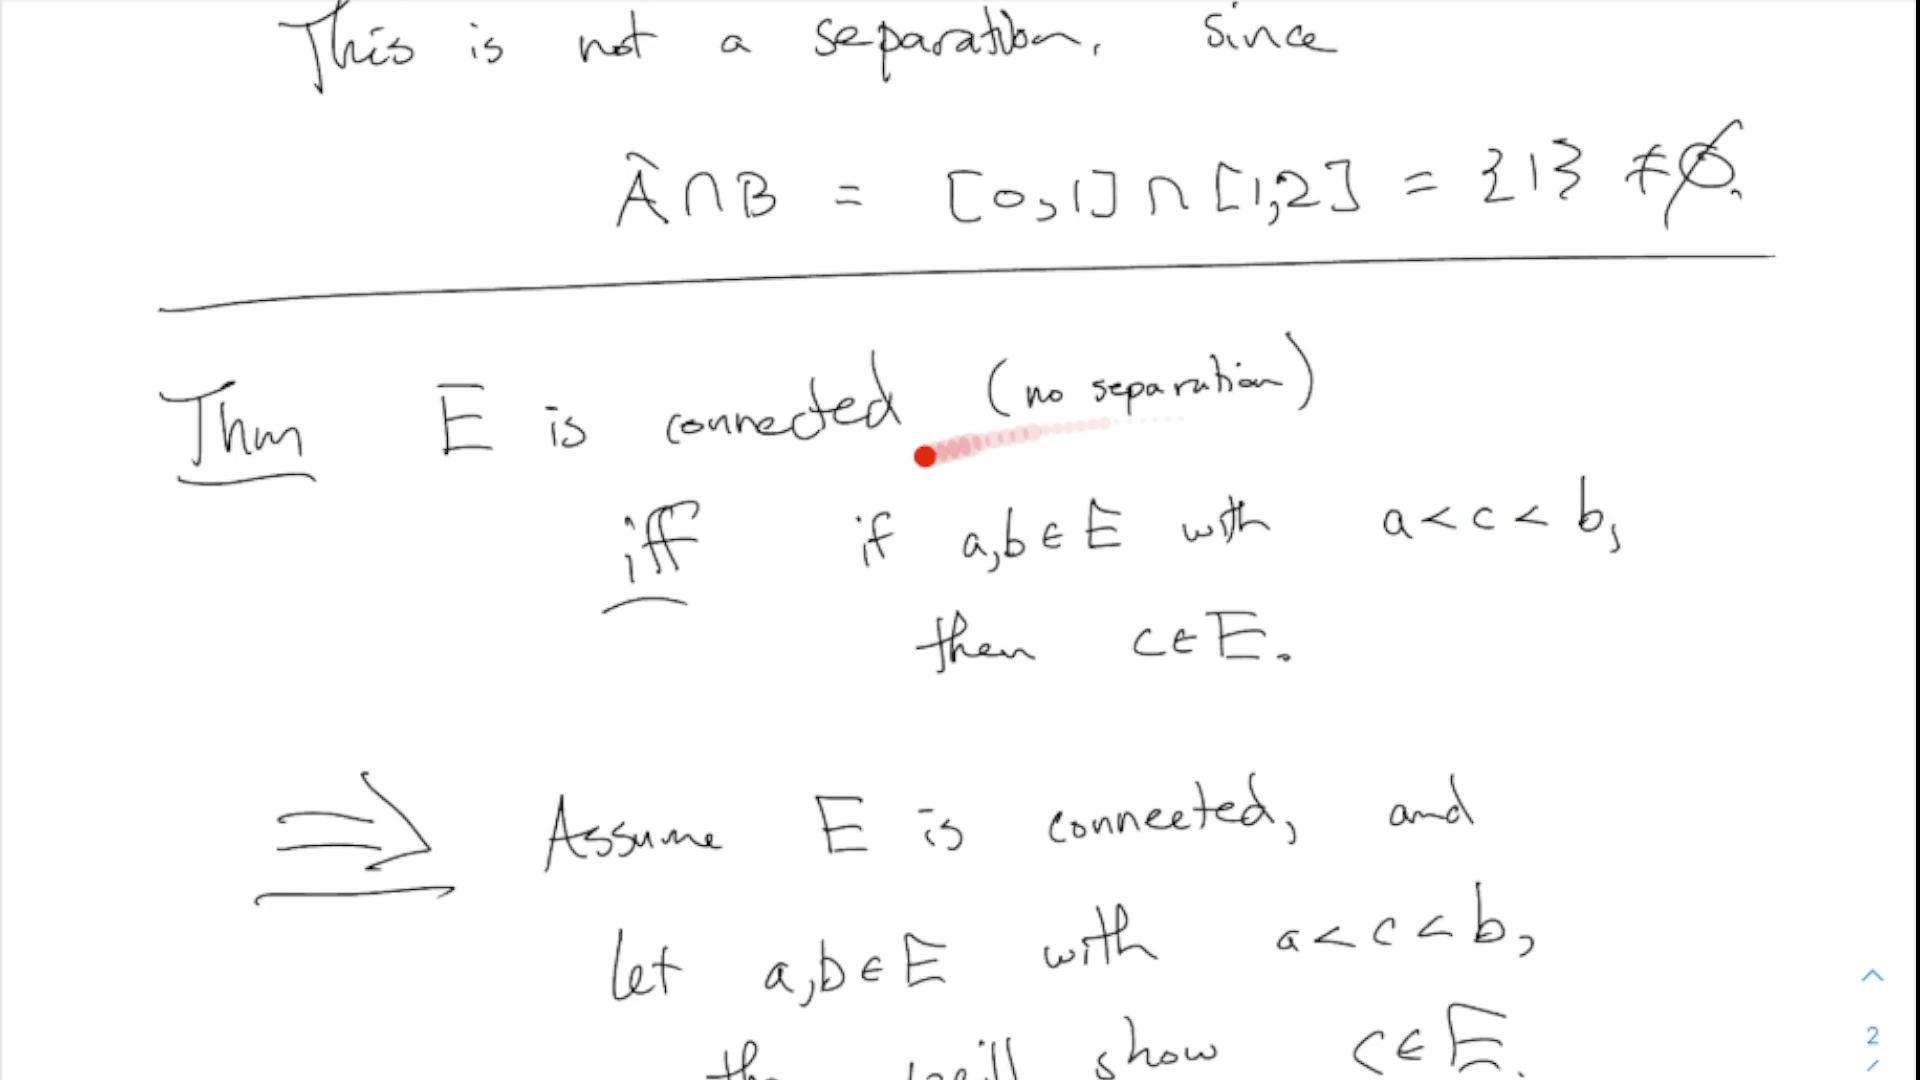 This is not a separation, since
Ā∩B = [0,1]∩[1,2] = {1} ≠ ∅.
Thm E is connected (no separation)
iff if a,b∈E with a<c<b,
then c∈E.
⇒ Assume E is connected, and
let a,b∈E with a<c<b,
will show c∈E.
2